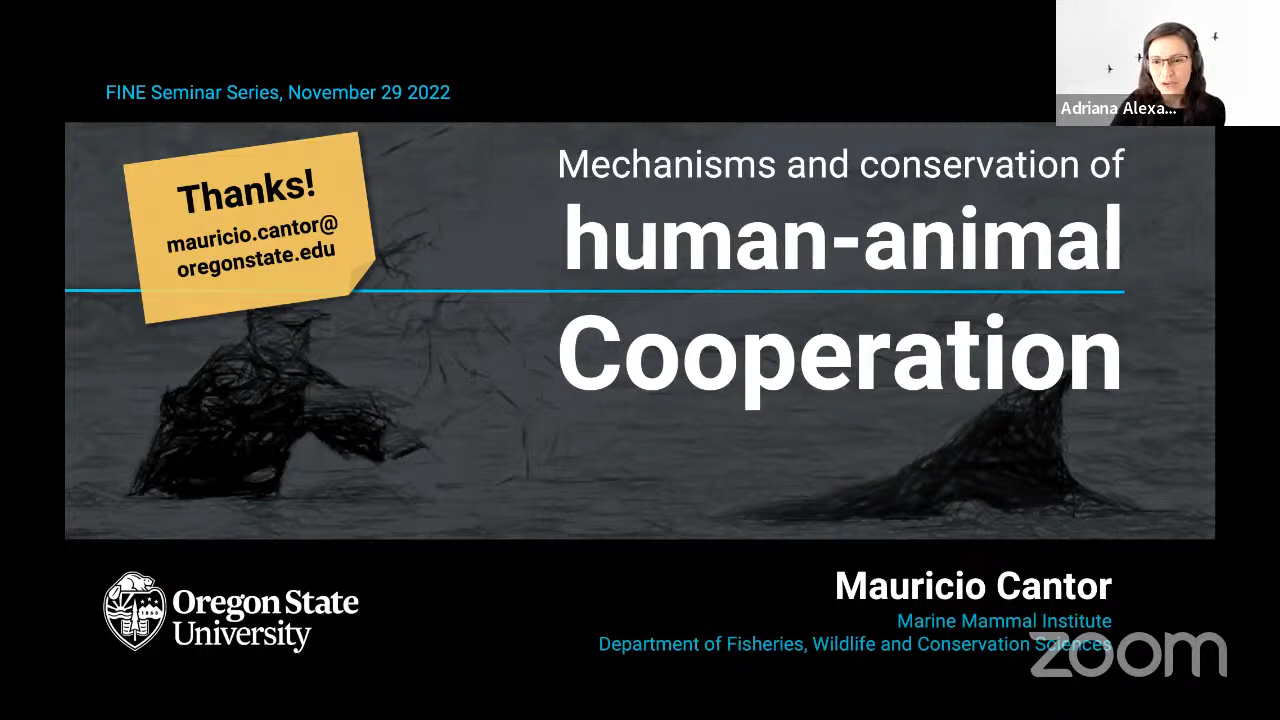 FINE Seminar Series, November 29 2022
Adriana Alexa...
Thanks!
mauricio.cantor@
oregonstate.edu
Mechanisms and conservation of
human-animal
Cooperation
Oregon State
University
Mauricio Cantor
Marine Mammal Institute
Department of Fisheries, Wildlife and Conservation Sciences
zoom